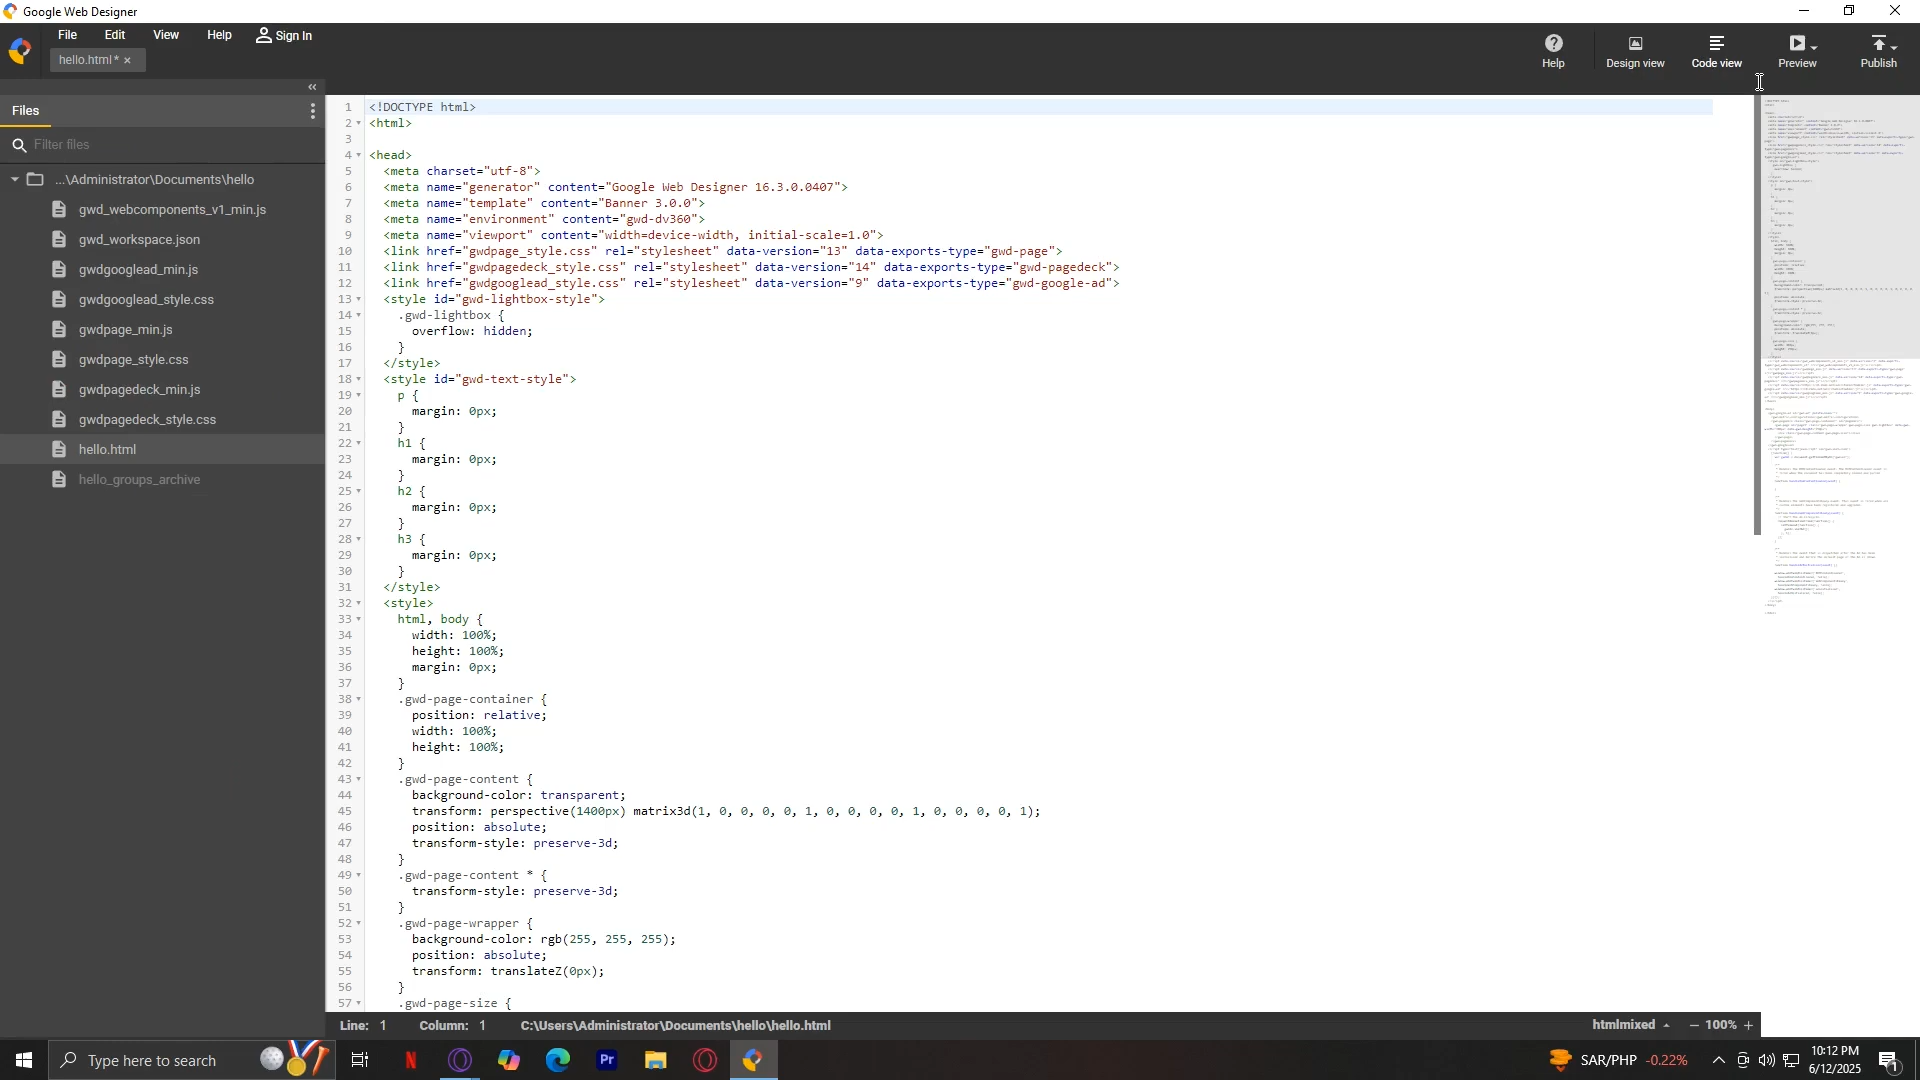 Google Web Designer
File Edit View Help Sign In
hello.html* ×
Help Design view Code view Preview Publish
Files
Filter files
...\Administrator\Documents\hello
gwd_webcomponents_v1_min.js
gwd_workspace.json
gwdgooglead_min.js
gwdgooglead_style.css
gwdpage_min.js
gwdpage_style.css
gwdpagedeck_min.js
gwdpagedeck_style.css
hello.html
hello_groups_archive
1 <!DOCTYPE html>
2 <html>
3
4 <head>
5 <meta charset="utf-8">
6 <meta name="generator" content="Google Web Designer 16.3.0.0407">
7 <meta name="template" content="Banner 3.0.0">
8 <meta name="environment" content="gwd-dv360">
9 <meta name="viewport" content="width=device-width, initial-scale=1.0">
10 <link href="gwdpage_style.css" rel="stylesheet" data-version="13" data-exports-type="gwd-page">
11 <link href="gwdpagedeck_style.css" rel="stylesheet" data-version="14" data-exports-type="gwd-pagedeck">
12 <link href="gwdgooglead_style.css" rel="stylesheet" data-version="9" data-exports-type="gwd-google-ad">
13 <style id="gwd-lightbox-style">
14 .gwd-lightbox {
15 overflow: hidden;
16 }
17 </style>
18 <style id="gwd-text-style">
19 p {
20 margin: 0px;
21 }
22 h1 {
23 margin: 0px;
24 }
25 h2 {
26 margin: 0px;
27 }
28 h3 {
29 margin: 0px;
30 }
31 </style>
32 <style>
33 html, body {
34 width: 100%;
35 height: 100%;
36 margin: 0px;
37 }
38 .gwd-page-container {
39 position: relative;
40 width: 100%;
41 height: 100%;
42 }
43 .gwd-page-content {
44 background-color: transparent;
45 transform: perspective(1400px) matrix3d(1, 0, 0, 0, 0, 1, 0, 0, 0, 0, 1, 0, 0, 0, 0, 1);
46 position: absolute;
47 transform-style: preserve-3d;
48 }
49 .gwd-page-content * {
50 transform-style: preserve-3d;
51 }
52 .gwd-page-wrapper {
53 background-color: rgb(255, 255, 255);
54 position: absolute;
55 transform: translateZ(0px);
56 }
57 .gwd-page-size {
Line: 1 Column: 1 C:\Users\Administrator\Documents\hello\hello.html htmlmixed − 100% +
Type here to search
Pr
SAR/PHP -0.22%
10:12 PM
6/12/2025
1